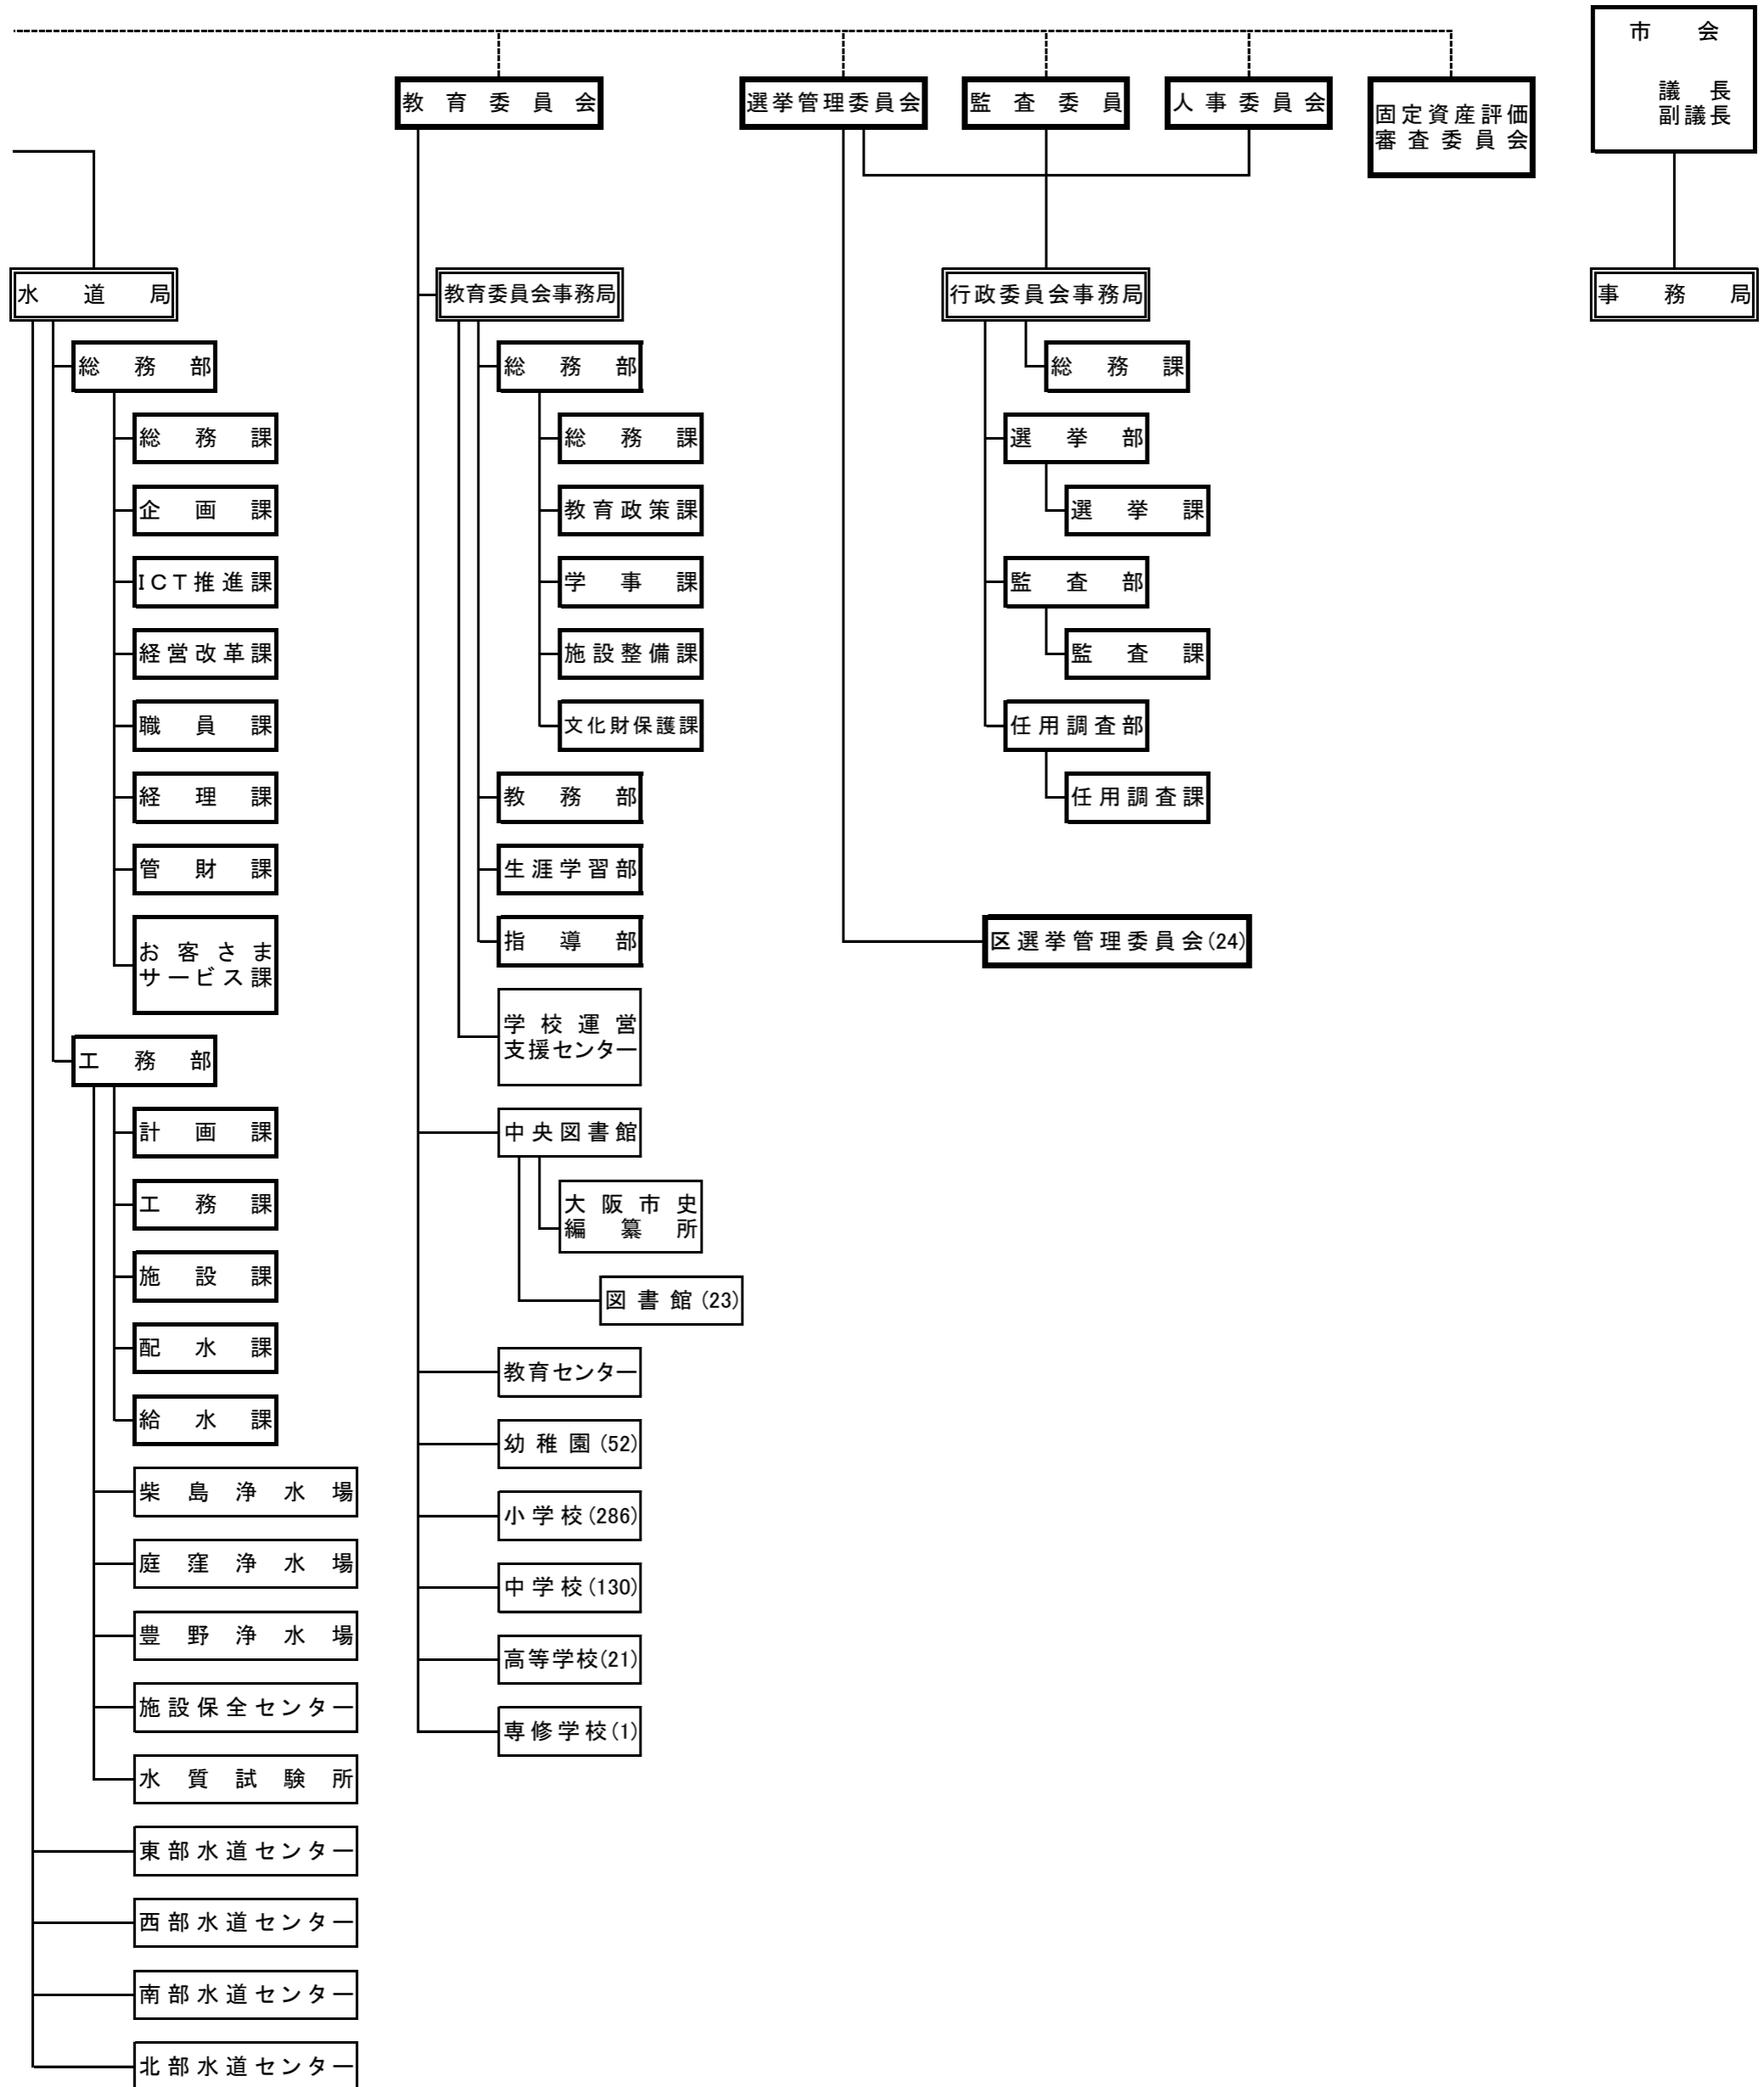 市会
議長
副議長
教育委員会
選挙管理委員会
監査委員
人事委員会
固定資産評価
審査委員会
水道局
教育委員会事務局
行政委員会事務局
事務局
総務部
総務課
企画課
ICT推進課
経営改革課
職員課
経理課
管財課
お客さま
サービス課
工務部
計画課
工務課
施設課
配水課
給水課
柴島浄水場
庭窪浄水場
豊野浄水場
施設保全センター
水質試験所
東部水道センター
西部水道センター
南部水道センター
北部水道センター
総務部
総務課
教育政策課
学事課
施設整備課
文化財保護課
教務部
生涯学習部
指導部
学校運営
支援センター
中央図書館
大阪市史
編纂所
図書館(23)
教育センター
幼稚園(52)
小学校(286)
中学校(130)
高等学校(21)
専修学校(1)
総務課
選挙部
選挙課
監査部
監査課
任用調査部
任用調査課
区選挙管理委員会(24)